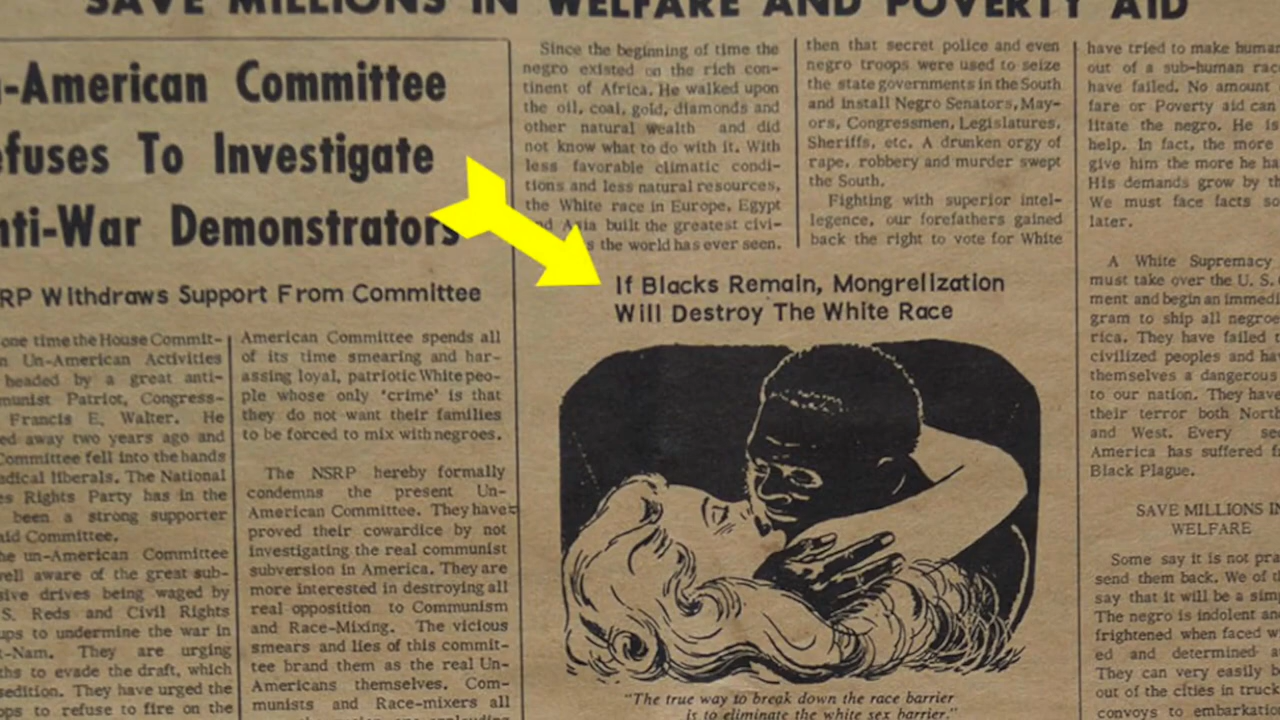 SAVE MILLIONS IN WELFARE AND POVERTY AID
-American Committee
efuses To Investigate
nti-War Demonstrators
RP Withdraws Support From Committee
one time the House Commit-
n Un-American Activities
headed by a great anti-
munist Patriot, Congress-
Francis E. Walter. He
ed away two years ago and
Committee fell into the hands
adical liberals. The National
es Rights Party has in the
been a strong supporter
aid Committee.
he un-American Committee
well aware of the great sub-
sive drives being waged by
S. Reds and Civil Rights
ups to undermine the war in
t-Nam. They are urging
ths to evade the draft, which
sedition. They have urged the
ops to refuse to fire on the
American Committee spends all
of its time smearing and har-
assing loyal, patriotic White peo-
ple whose only 'crime' is that
they do not want their families
to be forced to mix with negroes.
The NSRP hereby formally
condemns the present Un-
American Committee. They have
proved their cowardice by not
investigating the real communist
subversion in America. They are
more interested in destroying all
real opposition to Communism
and Race-Mixing. The vicious
smears and lies of this commit-
tee brand them as the real Un-
Americans themselves. Com-
munists and Race-mixers all
Since the beginning of time the
negro existed on the rich con-
tinent of Africa. He walked upon
the oil, coal, gold, diamonds and
other natural wealth and did
not know what to do with it. With
less favorable climatic condi-
tions and less natural resources,
the White race in Europe, Egypt
and Asia built the greatest civi-
s the world has ever seen.
then that secret police and even
negro troops were used to seize
the state governments in the South
and install Negro Senators, May-
ors, Congressmen, Legislatures,
Sheriffs, etc. A drunken orgy of
rape, robbery and murder swept
the South.
Fighting with superior intel-
legence, our forefathers gained
back the right to vote for White
If Blacks Remain, Mongrelization
Will Destroy The White Race
"The true way to break down the race barrier
is to eliminate the white sex barrier."
have tried to make human
out of a sub-human rac
have failed. No amount
fare or Poverty aid can
litate the negro. He is
help. In fact, the more
give him the more he ha
His demands grow by th
We must face facts so
later.
A White Supremacy
must take over the U. S.
ment and begin an immedi
gram to ship all negroe
rica. They have failed t
civilized peoples and hav
themselves a dangerous
to our nation. They have
their terror both North
and West. Every se
America has suffered f
Black Plague.
SAVE MILLIONS IN
WELFARE
Some say it is not pra
send them back. We of t
say that it will be a sim
The negro is indolent an
frightened when faced w
ed and determined a
They can very easily b
out of the cities in truck
convoys to embarkatio